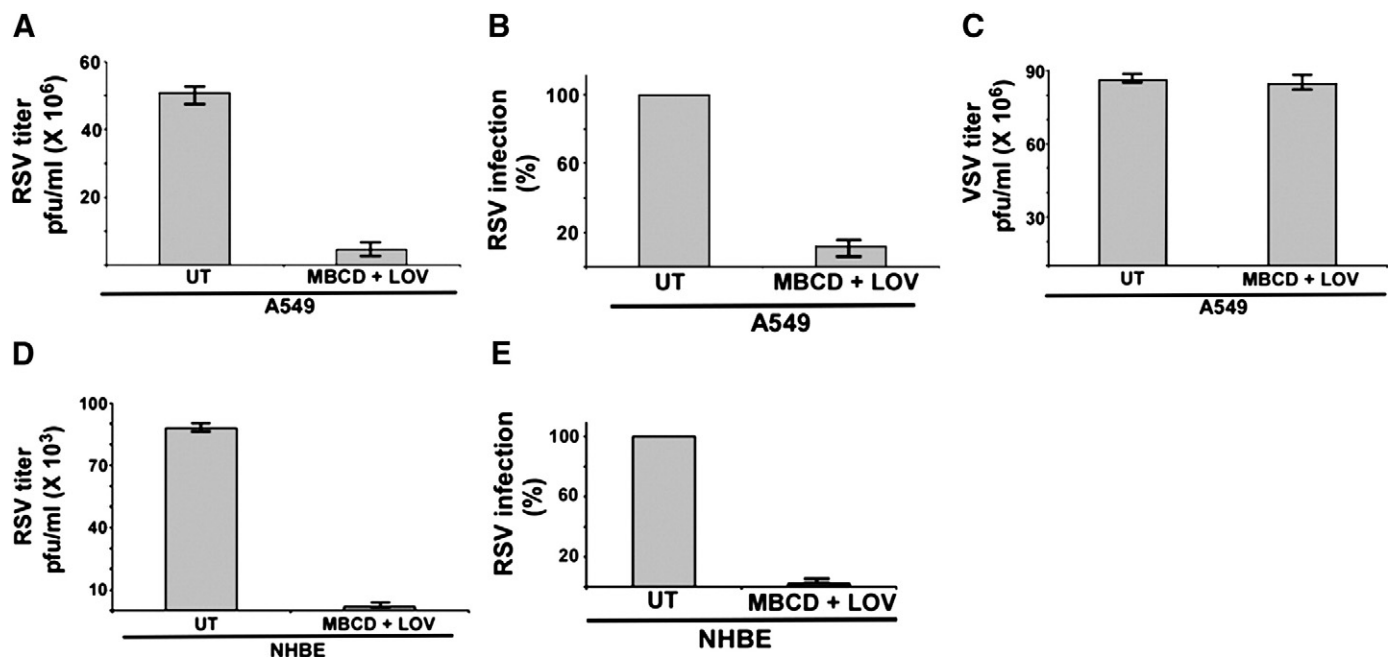 A
RSV titer
pfu/ml (X 10⁶)
60
40
20
UT
MBCD + LOV
A549
B
RSV infection
(%)
100
60
20
UT
MBCD + LOV
A549
C
VSV titer
pfu/ml (X 10⁶)
90
60
30
UT
MBCD + LOV
A549
D
RSV titer
pfu/ml (X 10³)
100
70
40
10
UT
MBCD + LOV
NHBE
E
RSV infection
(%)
100
60
20
UT
MBCD + LOV
NHBE